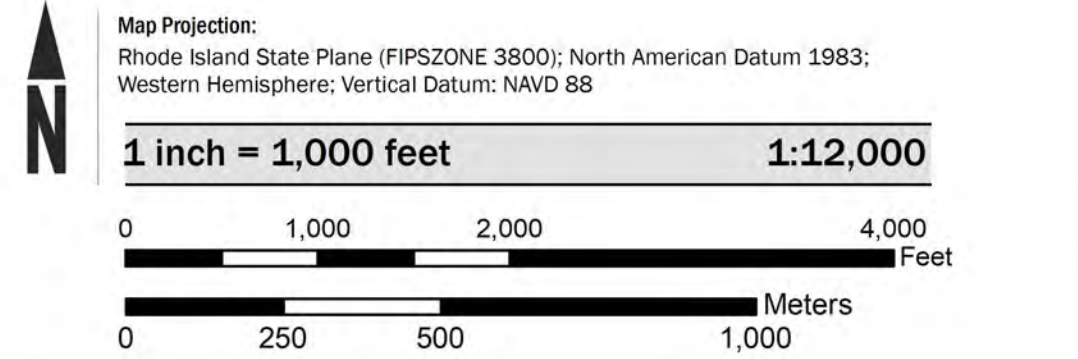 N
Map Projection:
Rhode Island State Plane (FIPSZONE 3800); North American Datum 1983;
Western Hemisphere; Vertical Datum: NAVD 88
1 inch = 1,000 feet 1:12,000
0 1,000 2,000 4,000
Feet
Meters
0 250 500 1,000